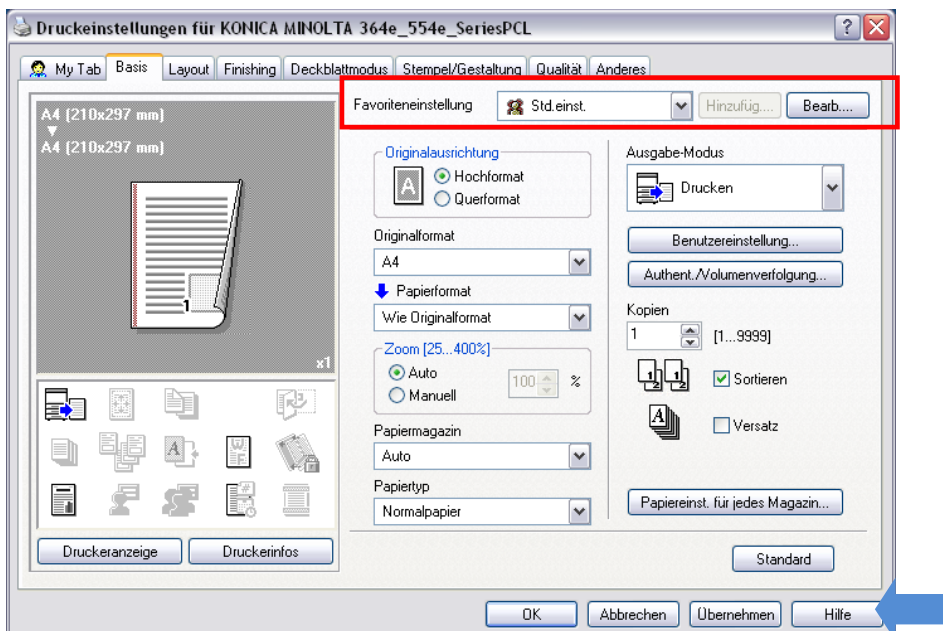 Druckeinstellungen für KONICA MINOLTA 364e_554e_SeriesPCL
My Tab Basis Layout Finishing Deckblattmodus Stempel/Gestaltung Qualität Anderes
A4 (210x297 mm)
A4 (210x297 mm)
1
x1
Favoriteneinstellung Std.einst. Hinzufüg.... Bearb....
Originalausrichtung
A
Hochformat
Querformat
Originalformat
A4
Papierformat
Wie Originalformat
Zoom [25...400%]
Auto
Manuell
100 %
Papiermagazin
Auto
Papiertyp
Normalpapier
Ausgabe-Modus
Drucken
Benutzereinstellung...
Authent./Volumenverfolgung...
Kopien
1 [1...9999]
Sortieren
Versatz
Papiereinst. für jedes Magazin...
Druckeranzeige Druckerinfos
Standard
OK Abbrechen Übernehmen Hilfe